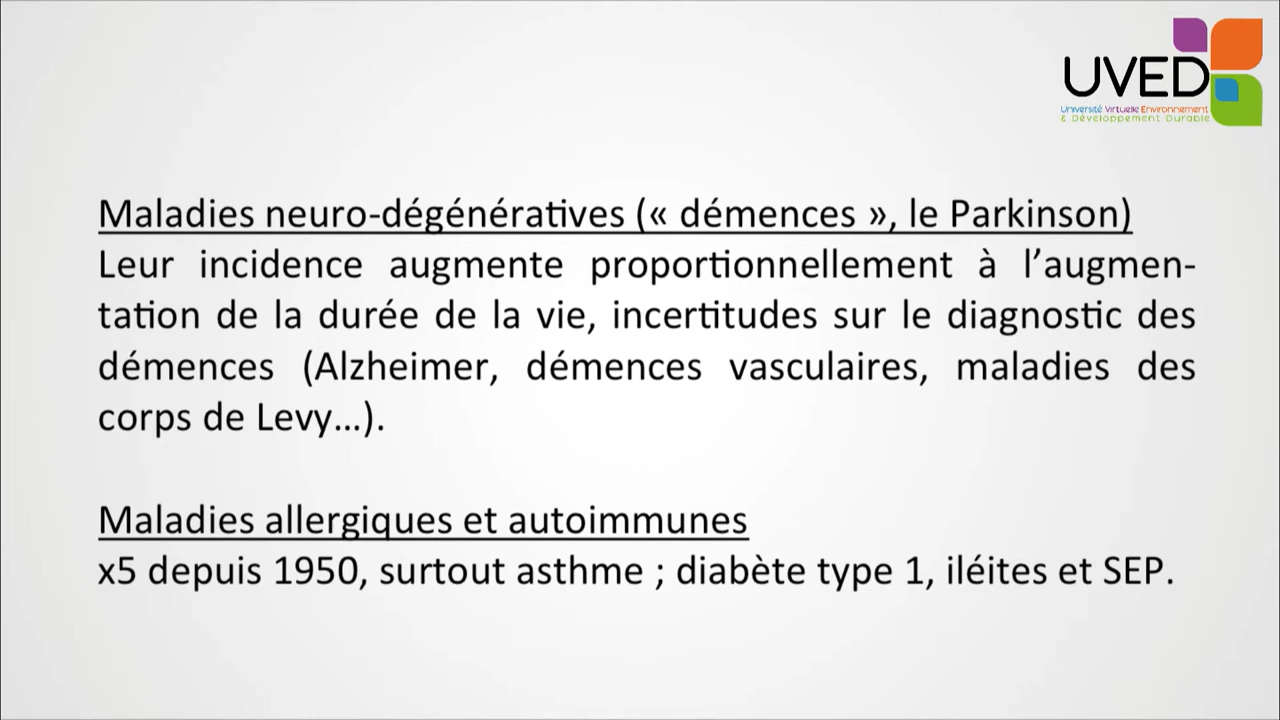 UVED
Université Virtuelle Environnement
& Développement Durable
Maladies neuro-dégénératives (« démences », le Parkinson)
Leur incidence augmente proportionnellement à l’augmen-
tation de la durée de la vie, incertitudes sur le diagnostic des
démences (Alzheimer, démences vasculaires, maladies des
corps de Levy…).
Maladies allergiques et autoimmunes
x5 depuis 1950, surtout asthme ; diabète type 1, iléites et SEP.